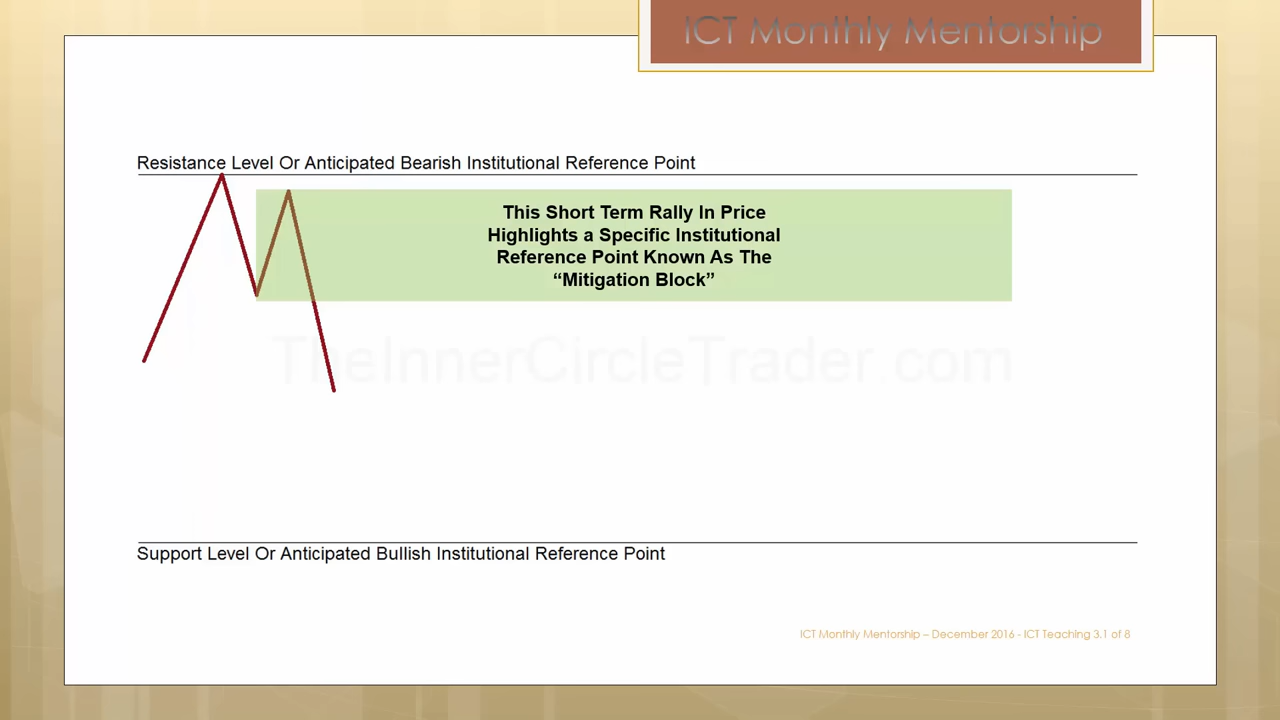 ICT Monthly Mentorship
Resistance Level Or Anticipated Bearish Institutional Reference Point
This Short Term Rally In Price
Highlights a Specific Institutional
Reference Point Known As The
“Mitigation Block”
TheInnerCircleTrader.com
Support Level Or Anticipated Bullish Institutional Reference Point
ICT Monthly Mentorship – December 2016 - ICT Teaching 3.1 of 8